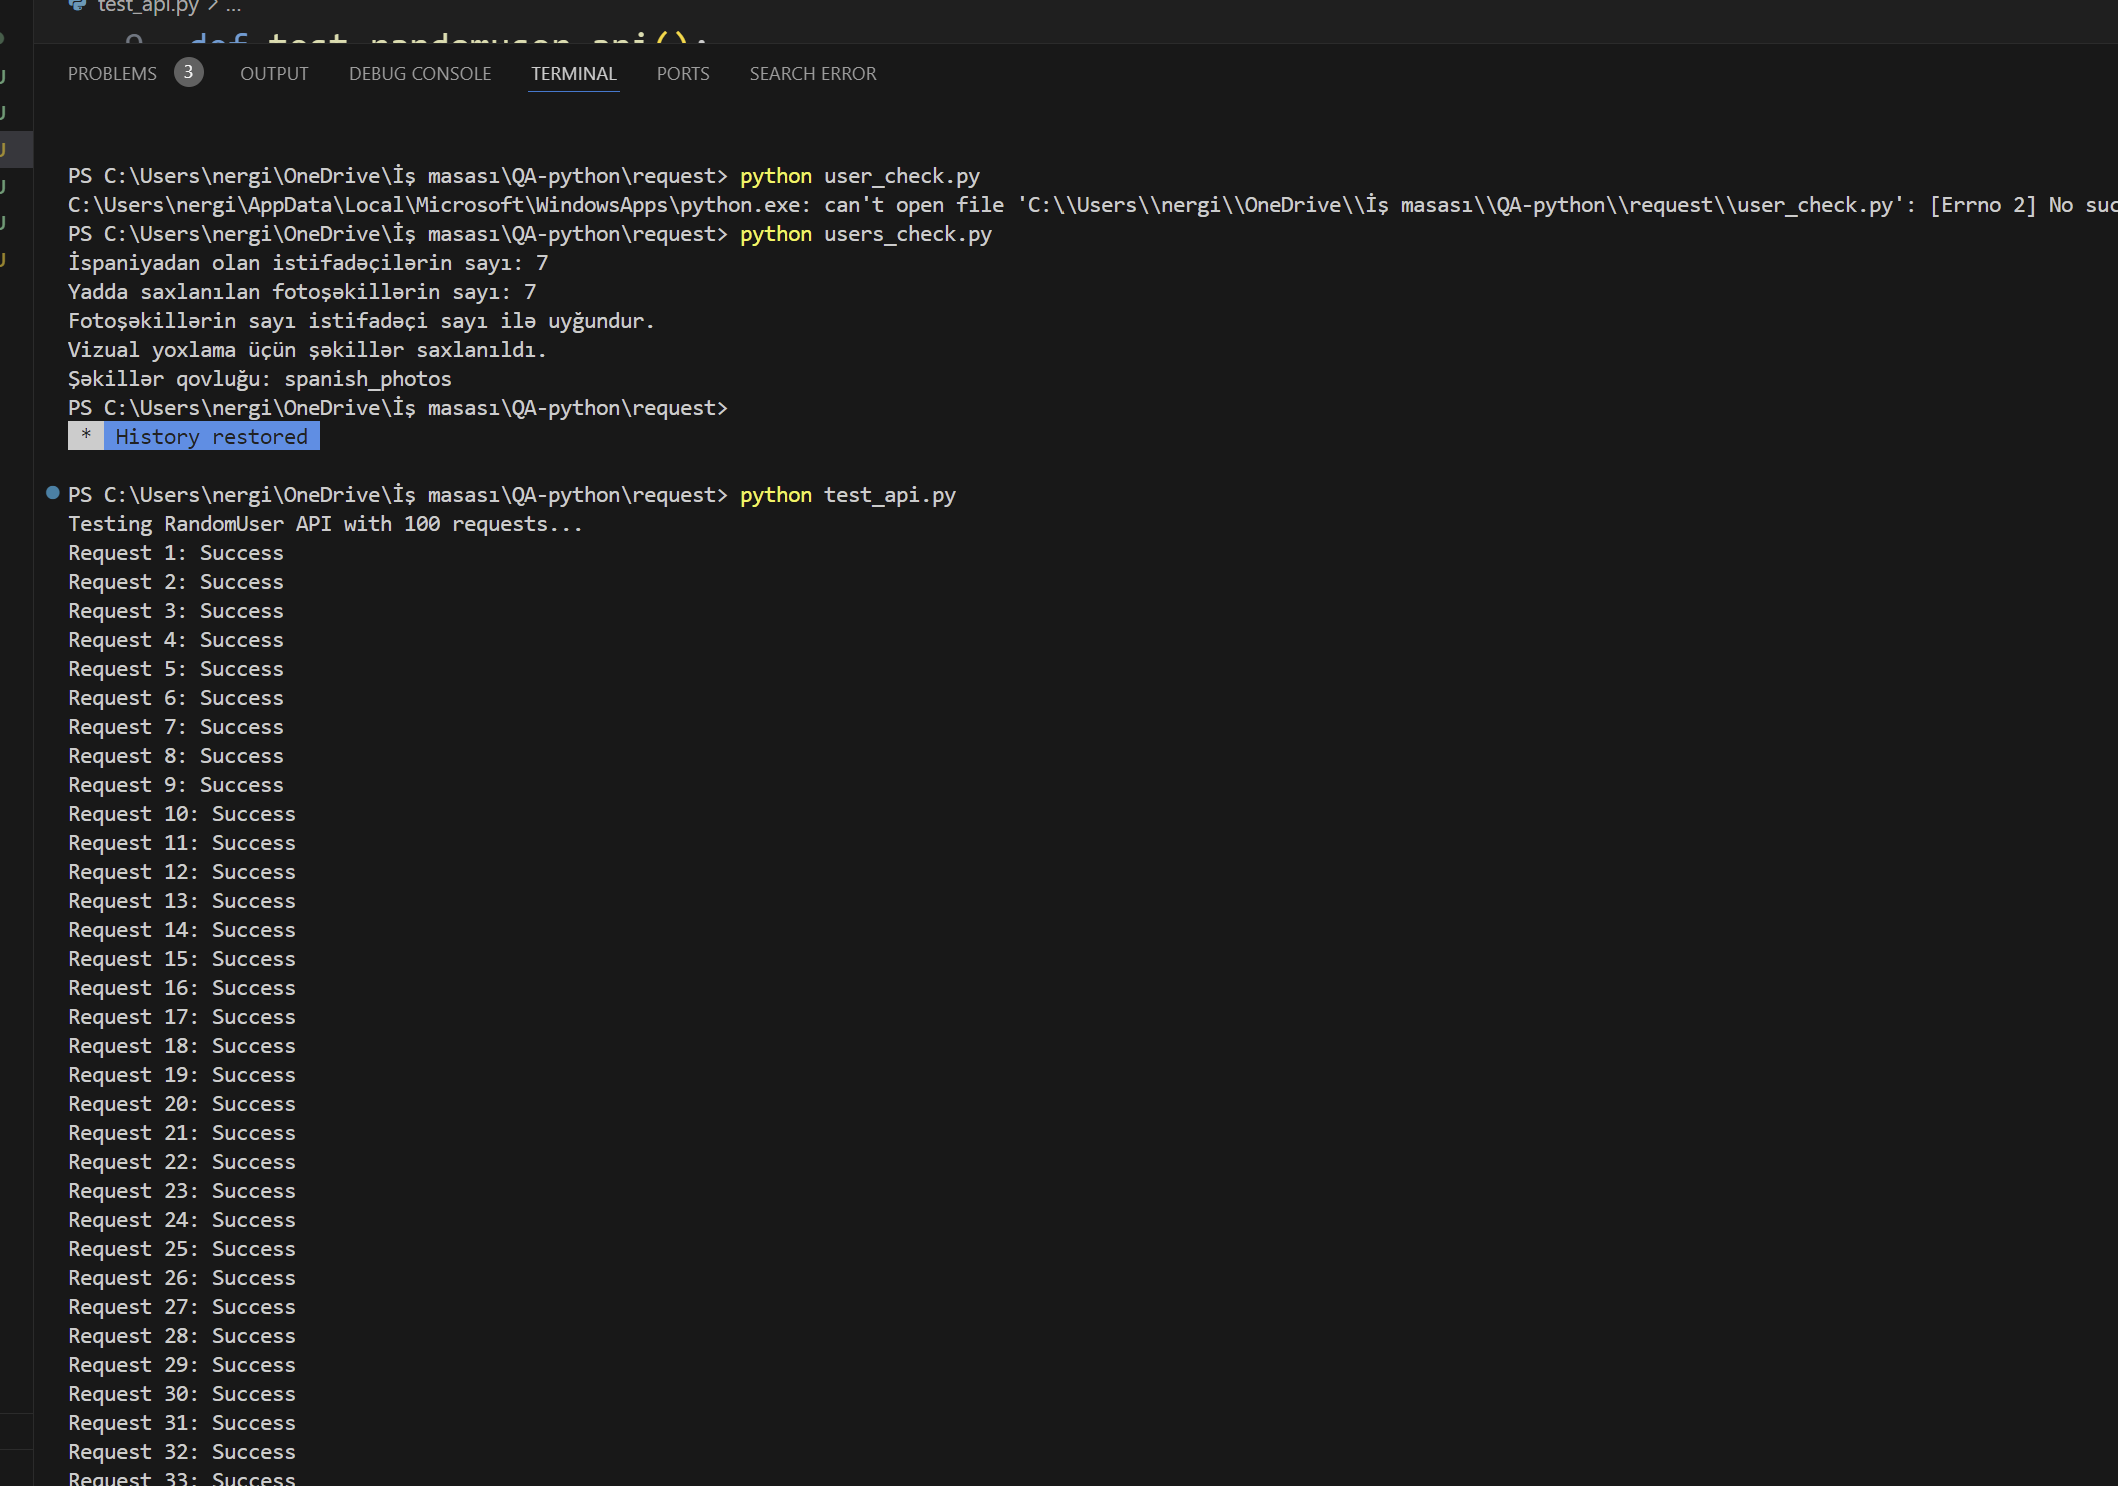 test_api.py > ...
9 def test_randomuser_api():
PROBLEMS 3 OUTPUT DEBUG CONSOLE TERMINAL PORTS SEARCH ERROR
PS C:\Users\nergi\OneDrive\İş masası\QA-python\request> python user_check.py
C:\Users\nergi\AppData\Local\Microsoft\WindowsApps\python.exe: can't open file 'C:\\Users\\nergi\\OneDrive\\İş masası\\QA-python\\request\\user_check.py': [Errno 2] No suc
PS C:\Users\nergi\OneDrive\İş masası\QA-python\request> python users_check.py
İspaniyadan olan istifadəçilərin sayı: 7
Yadda saxlanılan fotoşəkillərin sayı: 7
Fotoşəkillərin sayı istifadəçi sayı ilə uyğundur.
Vizual yoxlama üçün şəkillər saxlanıldı.
Şəkillər qovluğu: spanish_photos
PS C:\Users\nergi\OneDrive\İş masası\QA-python\request>
* History restored
PS C:\Users\nergi\OneDrive\İş masası\QA-python\request> python test_api.py
Testing RandomUser API with 100 requests...
Request 1: Success
Request 2: Success
Request 3: Success
Request 4: Success
Request 5: Success
Request 6: Success
Request 7: Success
Request 8: Success
Request 9: Success
Request 10: Success
Request 11: Success
Request 12: Success
Request 13: Success
Request 14: Success
Request 15: Success
Request 16: Success
Request 17: Success
Request 18: Success
Request 19: Success
Request 20: Success
Request 21: Success
Request 22: Success
Request 23: Success
Request 24: Success
Request 25: Success
Request 26: Success
Request 27: Success
Request 28: Success
Request 29: Success
Request 30: Success
Request 31: Success
Request 32: Success
Request 33: Success